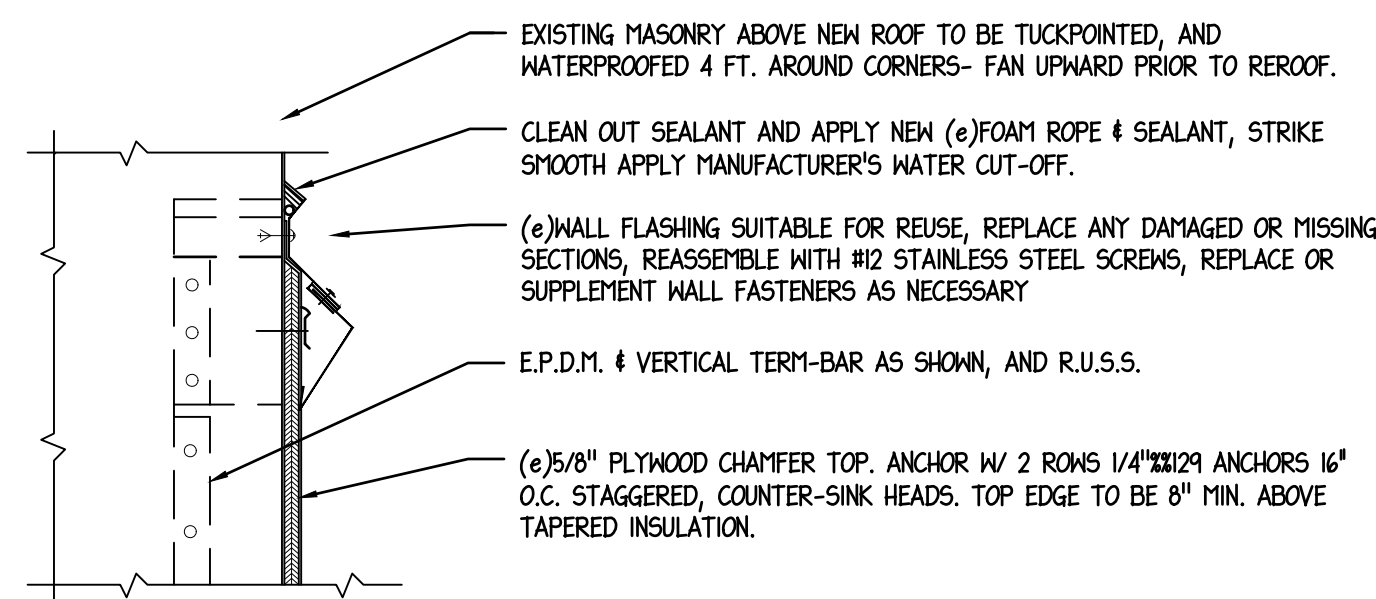 EXISTING MASONRY ABOVE NEW ROOF TO BE TUCKPOINTED, AND
WATERPROOFED 4 FT. AROUND CORNERS- FAN UPWARD PRIOR TO REROOF.
CLEAN OUT SEALANT AND APPLY NEW (e)FOAM ROPE & SEALANT, STRIKE
SMOOTH APPLY MANUFACTURER'S WATER CUT-OFF.
(e)WALL FLASHING SUITABLE FOR REUSE, REPLACE ANY DAMAGED OR MISSING
SECTIONS, REASSEMBLE WITH #12 STAINLESS STEEL SCREWS, REPLACE OR
SUPPLEMENT WALL FASTENERS AS NECESSARY
E.P.D.M. & VERTICAL TERM-BAR AS SHOWN, AND R.U.S.S.
(e)5/8" PLYWOOD CHAMFER TOP. ANCHOR W/ 2 ROWS 1/4"%%129 ANCHORS 16"
O.C. STAGGERED, COUNTER-SINK HEADS. TOP EDGE TO BE 8" MIN. ABOVE
TAPERED INSULATION.